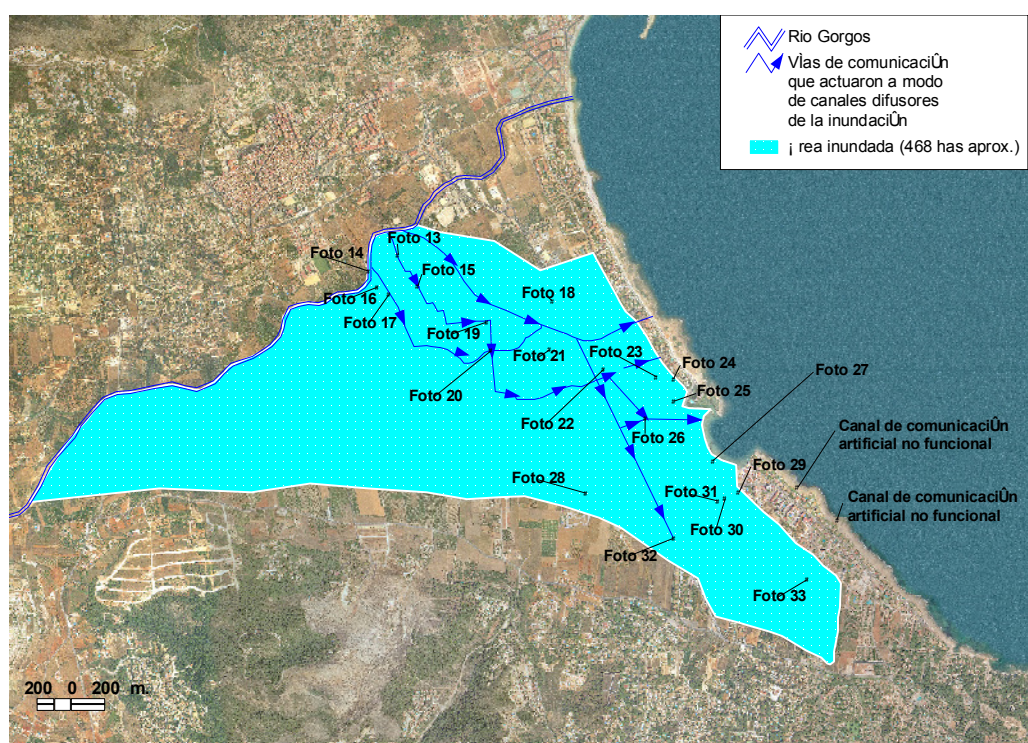 Rio Gorgos
VÌas de comunicaciÛn
que actuaron a modo
de canales difusores
de la inundaciÛn
¡ rea inundada (468 has aprox.)
Foto 13
Foto 14
Foto 15
Foto 16
Foto 17
Foto 18
Foto 19
Foto 20
Foto 21
Foto 22
Foto 23
Foto 24
Foto 25
Foto 26
Foto 27
Canal de comunicaciÛn
artificial no funcional
Foto 28
Foto 29
Foto 31
Foto 30
Canal de comunicaciÛn
artificial no funcional
Foto 32
Foto 33
200 0 200 m.